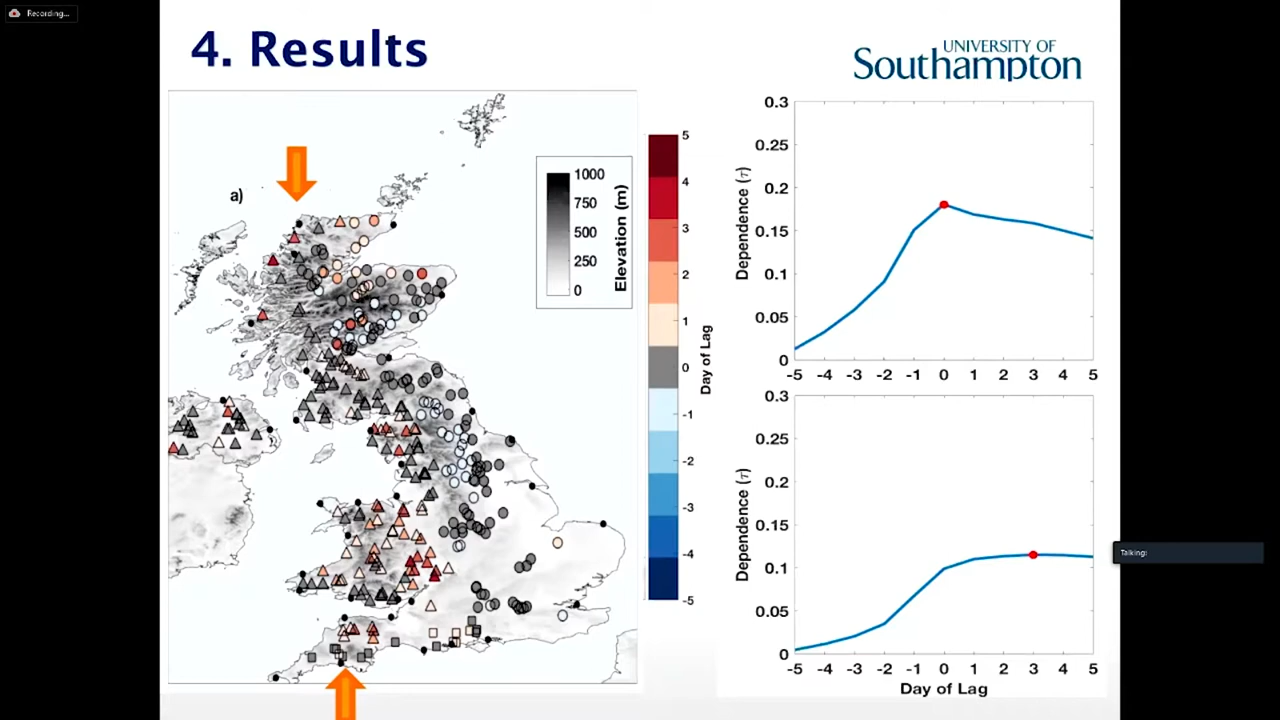 Recording...
4. Results
UNIVERSITY OF
Southampton
a)
1000
750
500
250
0
Elevation (m)
5
4
3
2
1
0
-1
-2
-3
-4
-5
Day of Lag
0.3
0.25
0.2
0.15
0.1
0.05
0
Dependence (τ)
-5 -4 -3 -2 -1 0 1 2 3 4 5
0.3
0.25
0.2
0.15
0.1
0.05
0
Dependence (τ)
-5 -4 -3 -2 -1 0 1 2 3 4 5
Day of Lag
Talking: